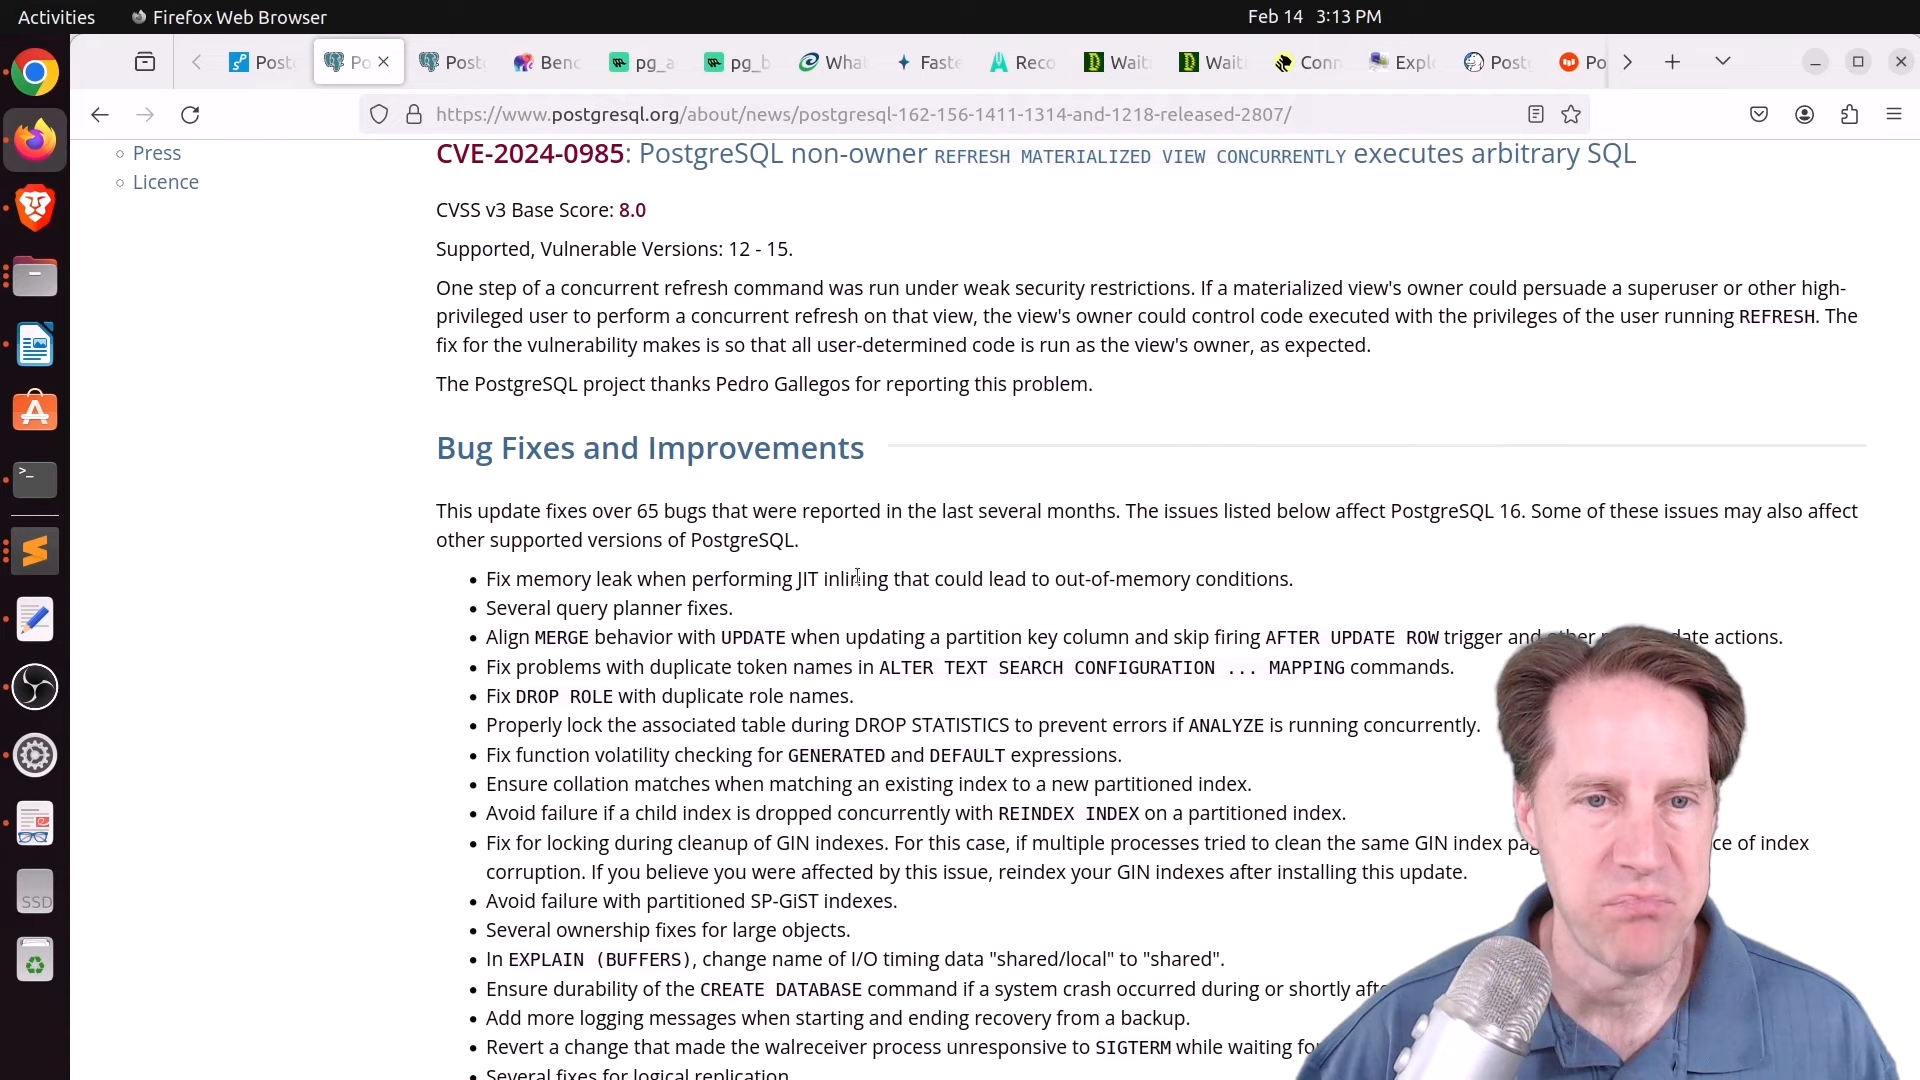 Activities
Firefox Web Browser
Feb 14 3:13 PM
Post
Po
Post
Benc
pg_a
pg_b
What
Faste
Reco
Wait
Wait
Conn
Explo
Post
Po
https://www.postgresql.org/about/news/postgresql-162-156-1411-1314-and-1218-released-2807/
Press
Licence
CVE-2024-0985: PostgreSQL non-owner REFRESH MATERIALIZED VIEW CONCURRENTLY executes arbitrary SQL
CVSS v3 Base Score: 8.0
Supported, Vulnerable Versions: 12 - 15.
One step of a concurrent refresh command was run under weak security restrictions. If a materialized view's owner could persuade a superuser or other high-
privileged user to perform a concurrent refresh on that view, the view's owner could control code executed with the privileges of the user running REFRESH. The
fix for the vulnerability makes is so that all user-determined code is run as the view's owner, as expected.
The PostgreSQL project thanks Pedro Gallegos for reporting this problem.
Bug Fixes and Improvements
This update fixes over 65 bugs that were reported in the last several months. The issues listed below affect PostgreSQL 16. Some of these issues may also affect
other supported versions of PostgreSQL.
• Fix memory leak when performing JIT inlining that could lead to out-of-memory conditions.
• Several query planner fixes.
• Align MERGE behavior with UPDATE when updating a partition key column and skip firing AFTER UPDATE ROW trigger and other actions.
• Fix problems with duplicate token names in ALTER TEXT SEARCH CONFIGURATION ... MAPPING commands.
• Fix DROP ROLE with duplicate role names.
• Properly lock the associated table during DROP STATISTICS to prevent errors if ANALYZE is running concurrently.
• Fix function volatility checking for GENERATED and DEFAULT expressions.
• Ensure collation matches when matching an existing index to a new partitioned index.
• Avoid failure if a child index is dropped concurrently with REINDEX INDEX on a partitioned index.
• Fix for locking during cleanup of GIN indexes. For this case, if multiple processes tried to clean the same GIN index pag ce of index
corruption. If you believe you were affected by this issue, reindex your GIN indexes after installing this update.
• Avoid failure with partitioned SP-GiST indexes.
• Several ownership fixes for large objects.
• In EXPLAIN (BUFFERS), change name of I/O timing data "shared/local" to "shared".
• Ensure durability of the CREATE DATABASE command if a system crash occurred during or shortly afte
• Add more logging messages when starting and ending recovery from a backup.
• Revert a change that made the walreceiver process unresponsive to SIGTERM while waiting fo
• Several fixes for logical replication.
SSD